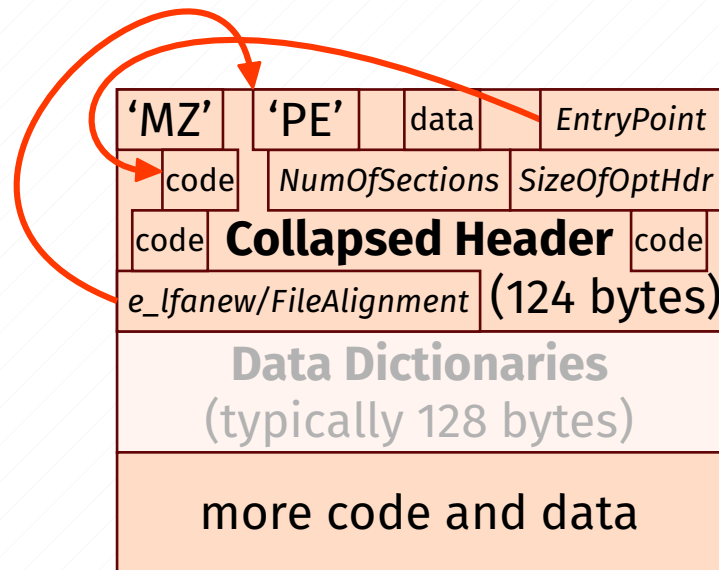 ‘MZ’ ‘PE’ data EntryPoint
code NumOfSections SizeOfOptHdr
code Collapsed Header code
e_lfanew/FileAlignment (124 bytes)
Data Dictionaries
(typically 128 bytes)
more code and data